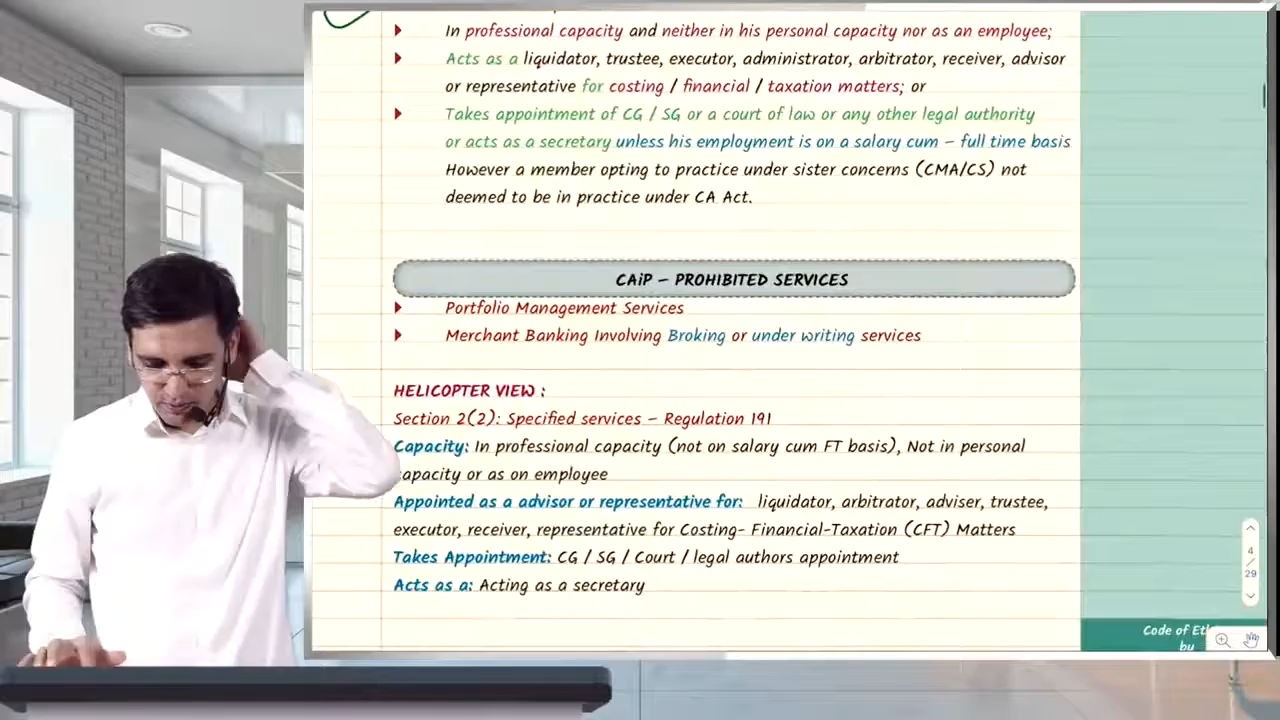 In professional capacity and neither in his personal capacity nor as an employee;
Acts as a liquidator, trustee, executor, administrator, arbitrator, receiver, advisor
or representative for costing / financial / taxation matters; or
Takes appointment of CG / SG or a court of law or any other legal authority
or acts as a secretary unless his employment is on a salary cum – full time basis
However a member opting to practice under sister concerns (CMA/CS) not
deemed to be in practice under CA Act.
CAiP – PROHIBITED SERVICES
Portfolio Management Services
Merchant Banking Involving Broking or under writing services
HELICOPTER VIEW :
Section 2(2): Specified services – Regulation 191
Capacity: In professional capacity (not on salary cum FT basis), Not in personal
capacity or as on employee
Appointed as a advisor or representative for: liquidator, arbitrator, adviser, trustee,
executor, receiver, representative for Costing- Financial-Taxation (CFT) Matters
Takes Appointment: CG / SG / Court / legal authors appointment
Acts as a: Acting as a secretary
4
/
29
Code of
by